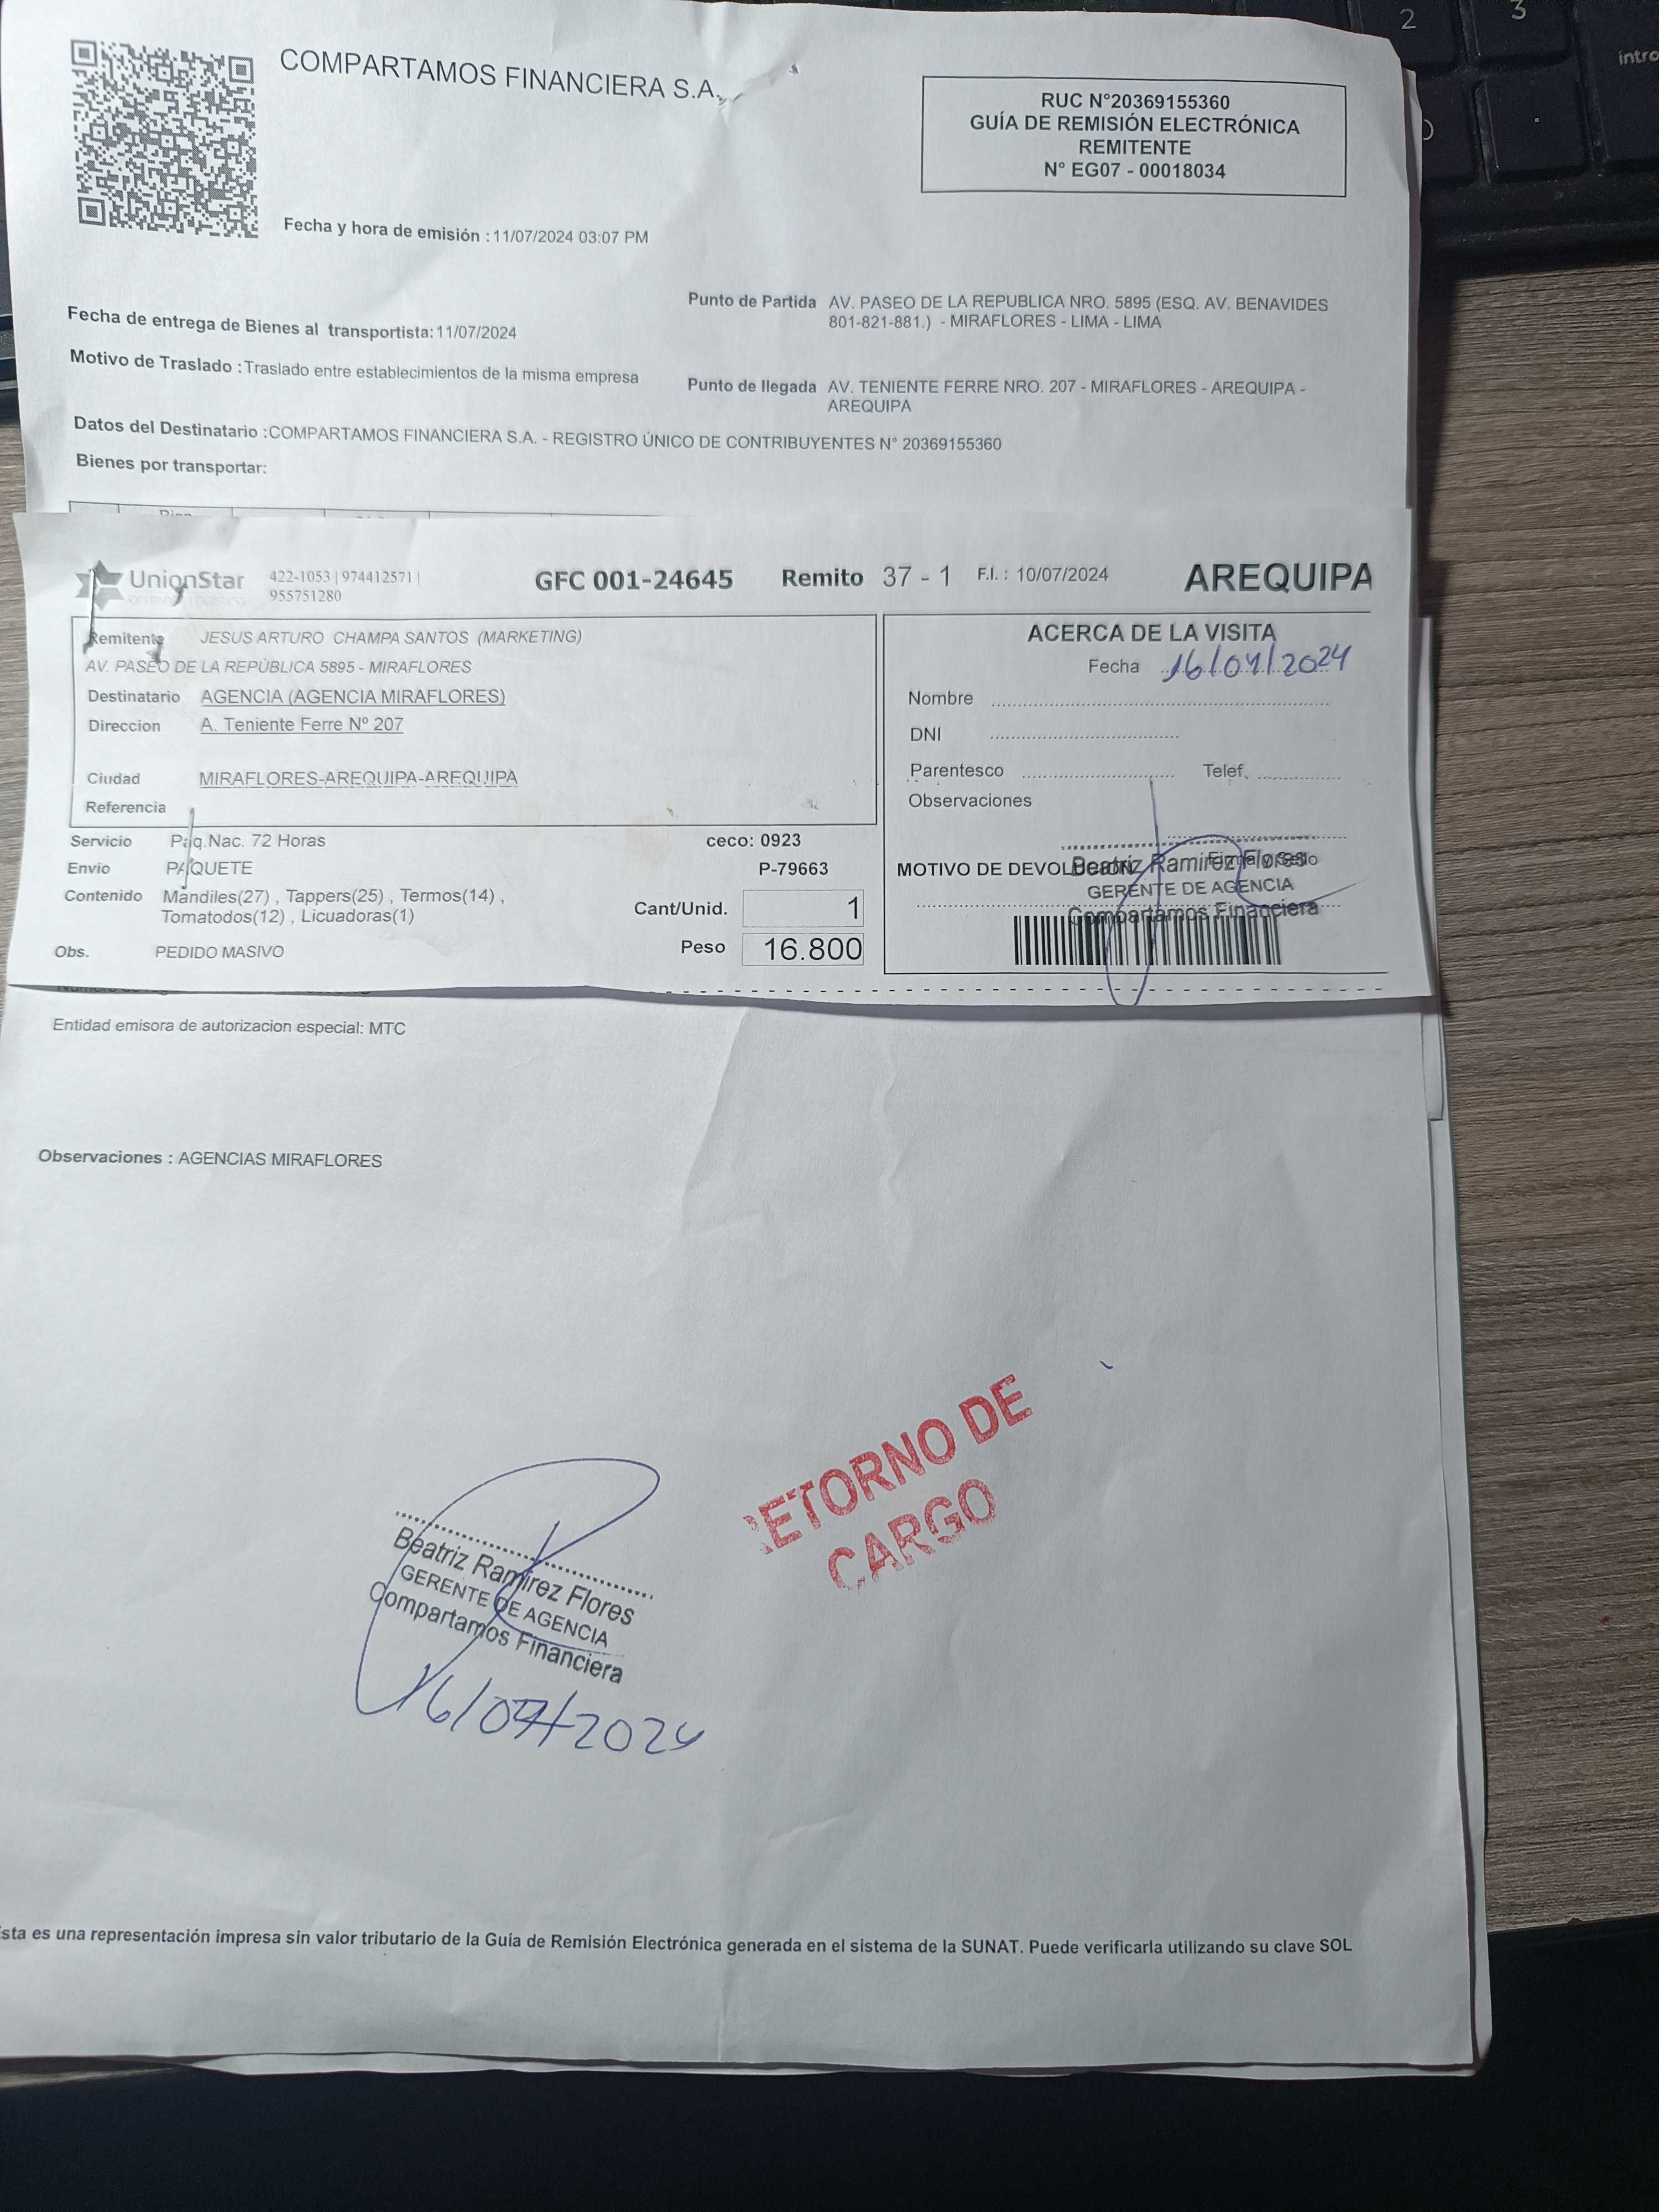 COMPARTAMOS FINANCIERA S.A.
RUC N°20369155360
GUÍA DE REMISIÓN ELECTRÓNICA
REMITENTE
N° EG07 - 00018034
Fecha y hora de emisión : 11/07/2024 03:07 PM
Fecha de entrega de Bienes al transportista: 11/07/2024
Punto de Partida AV. PASEO DE LA REPUBLICA NRO. 5895 (ESQ. AV. BENAVIDES
801-821-881.) - MIRAFLORES - LIMA - LIMA
Motivo de Traslado : Traslado entre establecimientos de la misma empresa
Punto de llegada AV. TENIENTE FERRE NRO. 207 - MIRAFLORES - AREQUIPA -
AREQUIPA
Datos del Destinatario :COMPARTAMOS FINANCIERA S.A. - REGISTRO ÚNICO DE CONTRIBUYENTES N° 20369155360
Bienes por transportar:
UnionStar
422-1053 | 974412571 |
955751280
GFC 001-24645 Remito 37 - 1 F.I. : 10/07/2024 AREQUIPA
Remitente JESUS ARTURO CHAMPA SANTOS (MARKETING)
AV. PASEO DE LA REPÚBLICA 5895 - MIRAFLORES
Destinatario AGENCIA (AGENCIA MIRAFLORES)
Direccion A. Teniente Ferre Nº 207
Ciudad MIRAFLORES-AREQUIPA-AREQUIPA
Referencia
Servicio Paq.Nac. 72 Horas ceco: 0923
Envio PAQUETE P-79663
Contenido Mandiles(27) , Tappers(25) , Termos(14) ,
Tomatodos(12) , Licuadoras(1)
Cant/Unid. 1
Obs. PEDIDO MASIVO
Peso 16.800
ACERCA DE LA VISITA
Fecha 16/07/2024
Nombre
DNI
Parentesco Telef.
Observaciones
Firma y Sello
MOTIVO DE DEVOLUCION
Beatriz Ramirez Flores
GERENTE DE AGENCIA
Compartamos Financiera
Entidad emisora de autorizacion especial: MTC
Observaciones : AGENCIAS MIRAFLORES
RETORNO DE
CARGO
Beatriz Ramirez Flores
GERENTE DE AGENCIA
Compartamos Financiera
16/07/2024
Esta es una representación impresa sin valor tributario de la Guía de Remisión Electrónica generada en el sistema de la SUNAT. Puede verificarla utilizando su clave SOL
2
3
intro